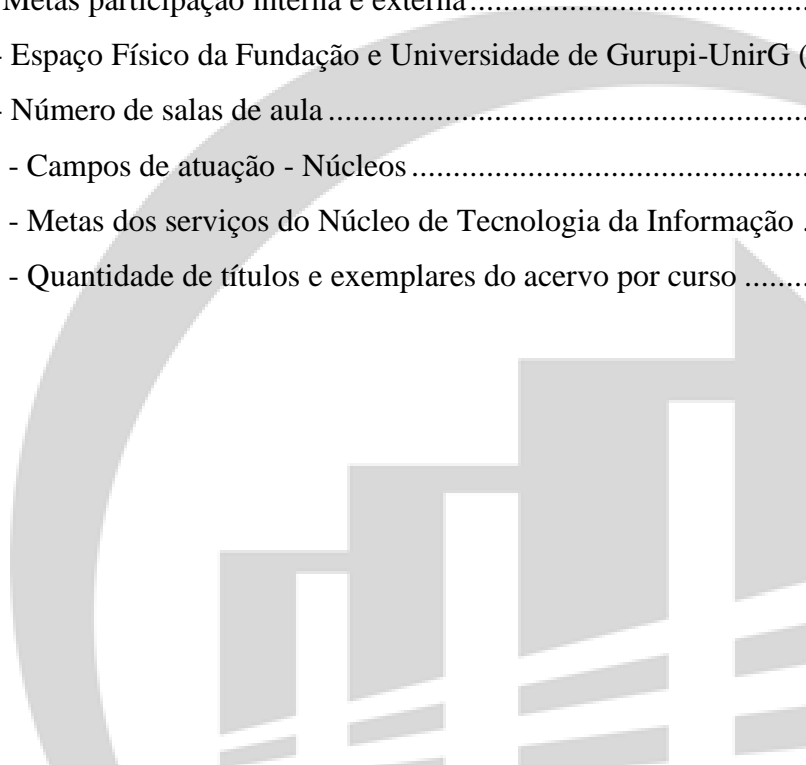 Metas participação interna e externa.......................................
- Espaço Físico da Fundação e Universidade de Gurupi-UnirG (
- Número de salas de aula..........................................................
- Campos de atuação - Núcleos................................................
- Metas dos serviços do Núcleo de Tecnologia da Informação .
- Quantidade de títulos e exemplares do acervo por curso ........